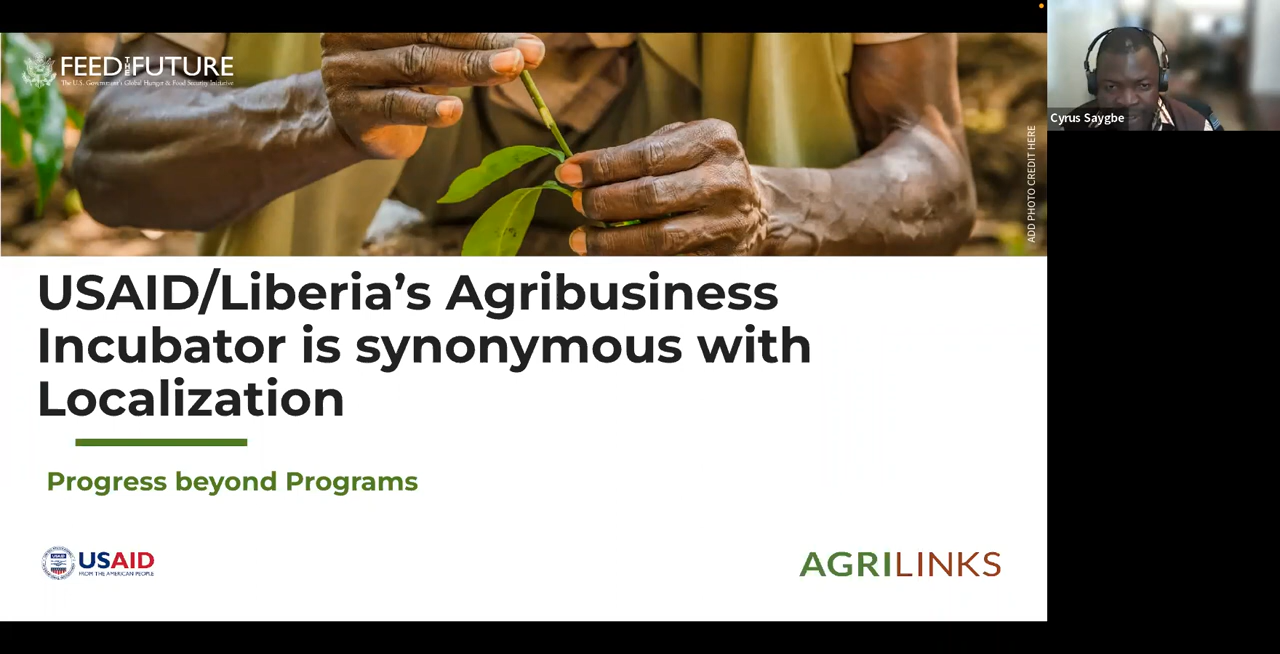 FEED THE FUTURE
The U.S. Government's Global Hunger & Food Security Initiative
ADD PHOTO CREDIT HERE
Cyrus Saygbe
USAID/Liberia’s Agribusiness
Incubator is synonymous with
Localization
Progress beyond Programs
USAID
FROM THE AMERICAN PEOPLE
AGRILINKS